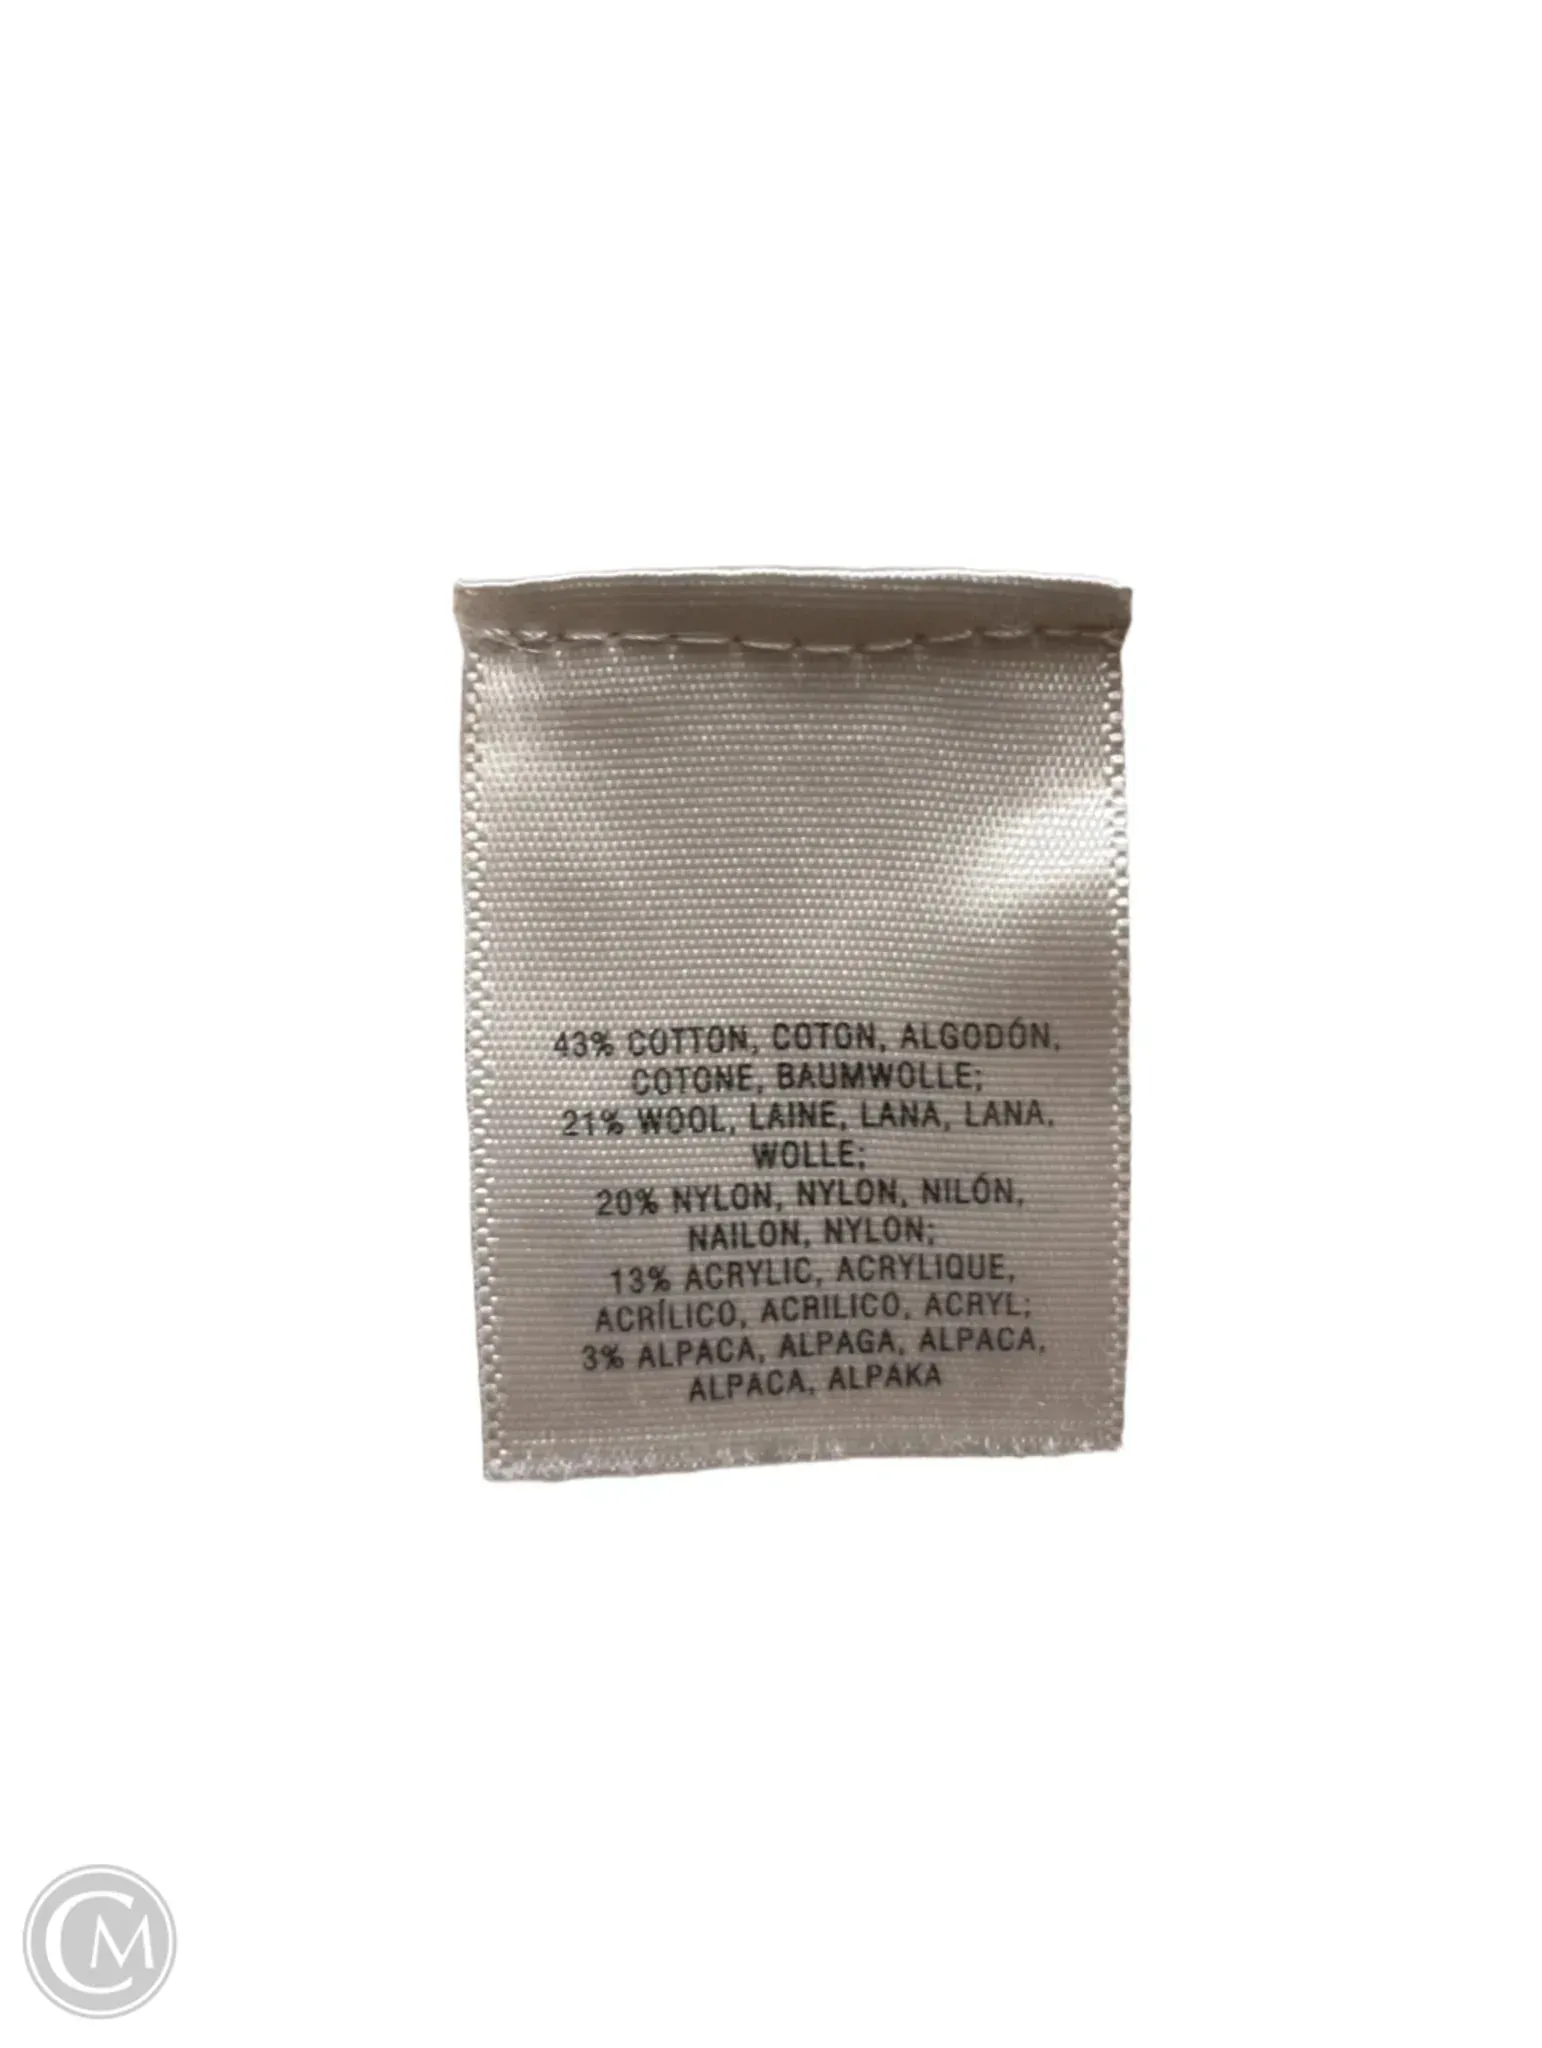 43% COTTON, COTON, ALGODÓN,
COTONE, BAUMWOLLE;
21% WOOL, LAINE, LANA, LANA,
WOLLE;
20% NYLON, NYLON, NILÓN,
NAILON, NYLON;
13% ACRYLIC, ACRYLIQUE,
ACRÍLICO, ACRILICO, ACRYL;
3% ALPACA, ALPAGA, ALPACA,
ALPACA, ALPAKA
CM